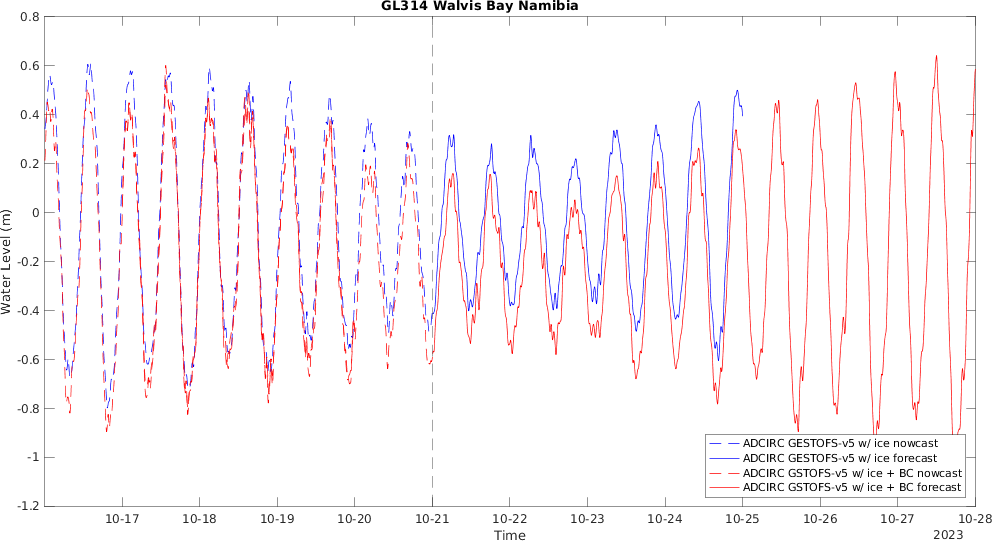 GL314 Walvis Bay Namibia
0.8
0.6
0.4
0.2
0
-0.2
-0.4
-0.6
-0.8
-1
-1.2
Water Level (m)
ADCIRC GESTOFS-v5 w/ ice nowcast
ADCIRC GESTOFS-v5 w/ ice forecast
ADCIRC GSTOFS-v5 w/ ice + BC nowcast
ADCIRC GSTOFS-v5 w/ ice + BC forecast
10-17 10-18 10-19 10-20 10-21 10-22 10-23 10-24 10-25 10-26 10-27 10-28
Time
2023